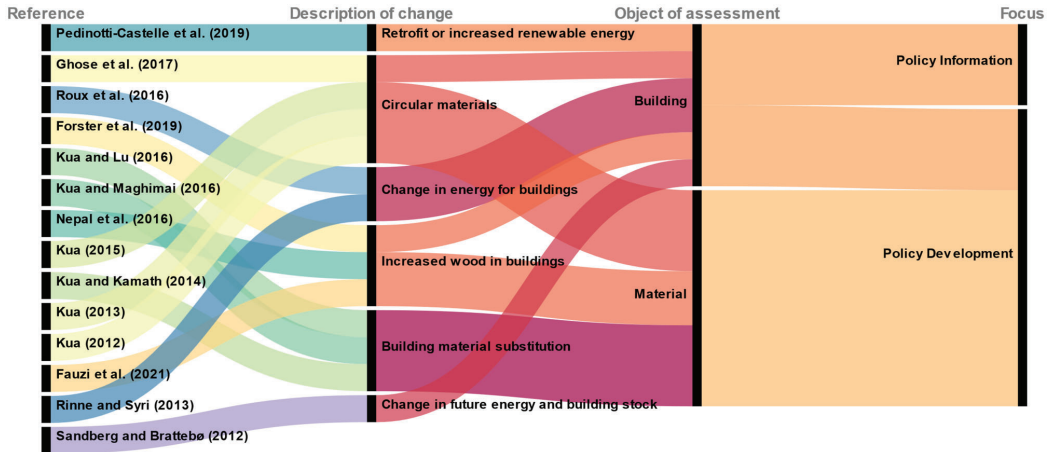 Reference
Description of change
Object of assessment
Focus
Pedinotti-Castelle et al. (2019)
Ghose et al. (2017)
Roux et al. (2016)
Forster et al. (2019)
Kua and Lu (2016)
Kua and Maghimai (2016)
Nepal et al. (2016)
Kua (2015)
Kua and Kamath (2014)
Kua (2013)
Kua (2012)
Fauzi et al. (2021)
Rinne and Syri (2013)
Sandberg and Brattebø (2012)
Retrofit or increased renewable energy
Circular materials
Change in energy for buildings
Increased wood in buildings
Building material substitution
Change in future energy and building stock
Building
Material
Policy Information
Policy Development